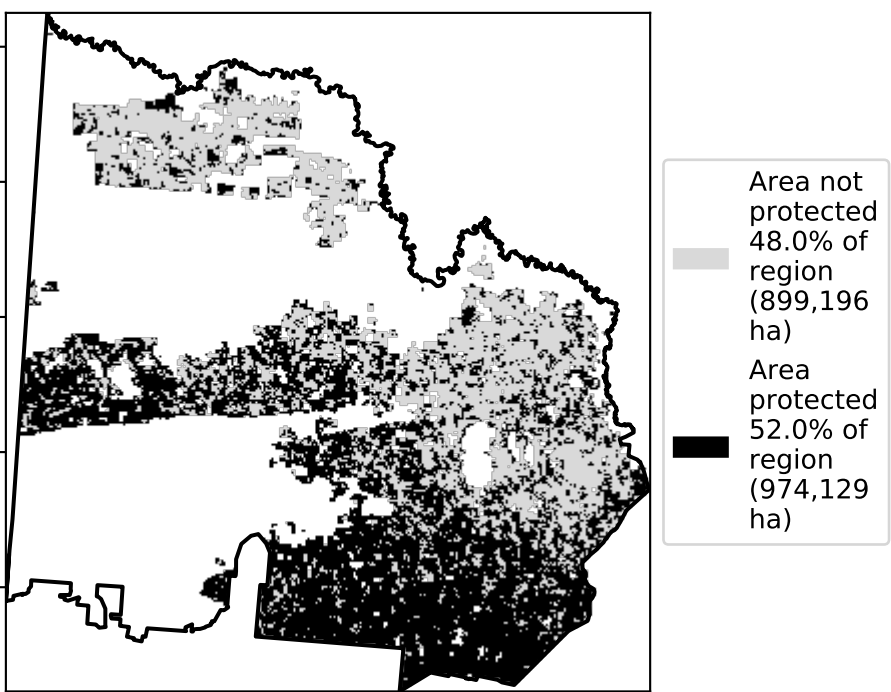 Area not
protected
48.0% of
region
(899,196
ha)
Area
protected
52.0% of
region
(974,129
ha)